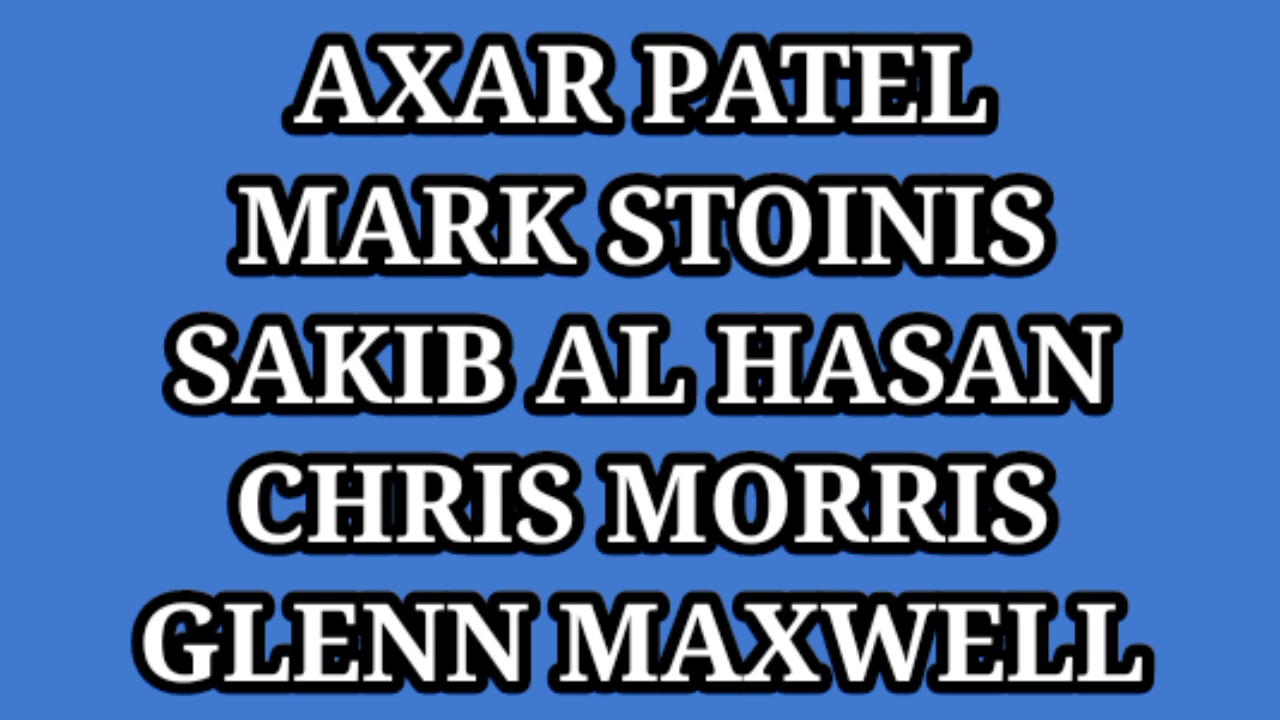 AXAR PATEL
MARK STOINIS
SAKIB AL HASAN
CHRIS MORRIS
GLENN MAXWELL